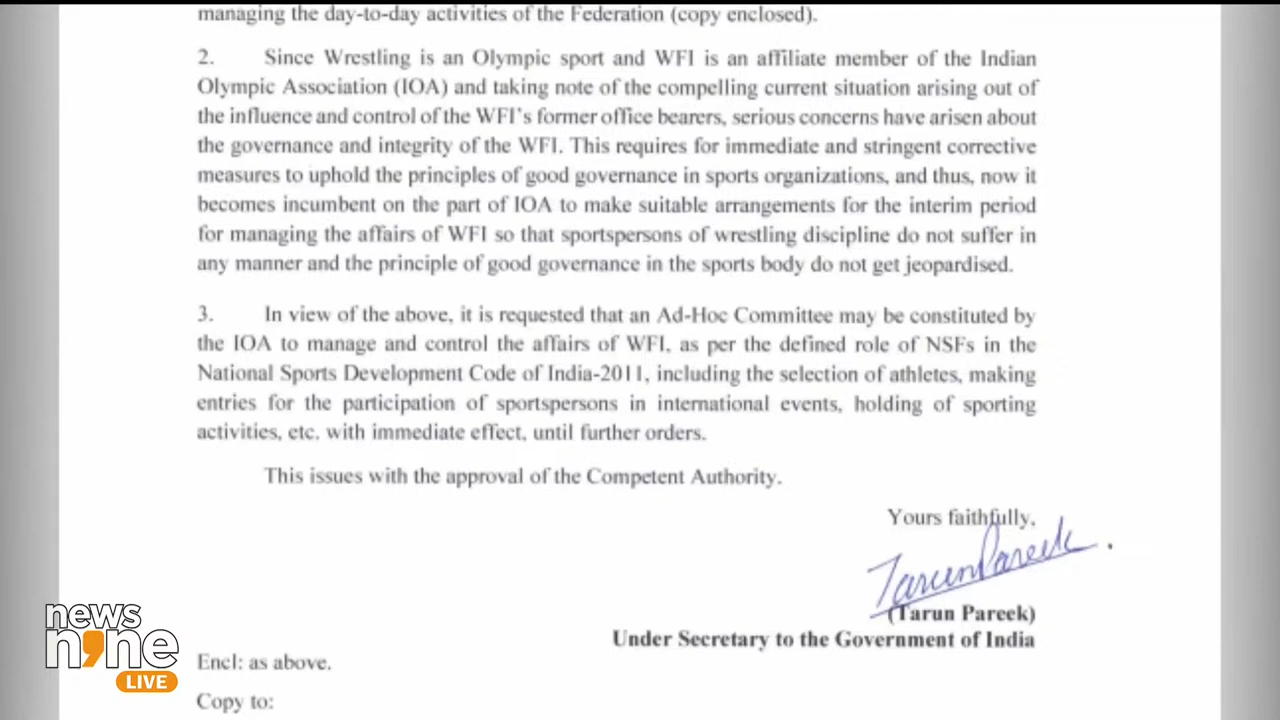 managing the day-to-day activities of the Federation (copy enclosed).
2. Since Wrestling is an Olympic sport and WFI is an affiliate member of the Indian
Olympic Association (IOA) and taking note of the compelling current situation arising out of
the influence and control of the WFI's former office bearers, serious concerns have arisen about
the governance and integrity of the WFI. This requires for immediate and stringent corrective
measures to uphold the principles of good governance in sports organizations, and thus, now it
becomes incumbent on the part of IOA to make suitable arrangements for the interim period
for managing the affairs of WFI so that sportspersons of wrestling discipline do not suffer in
any manner and the principle of good governance in the sports body do not get jeopardised.
3. In view of the above, it is requested that an Ad-Hoc Committee may be constituted by
the IOA to manage and control the affairs of WFI, as per the defined role of NSFs in the
National Sports Development Code of India-2011, including the selection of athletes, making
entries for the participation of sportspersons in international events, holding of sporting
activities, etc. with immediate effect, until further orders.
This issues with the approval of the Competent Authority.
Yours faithfully,
Tarun Pareek.
(Tarun Pareek)
Under Secretary to the Government of India
Encl: as above.
Copy to:
news
n9ne
LIVE